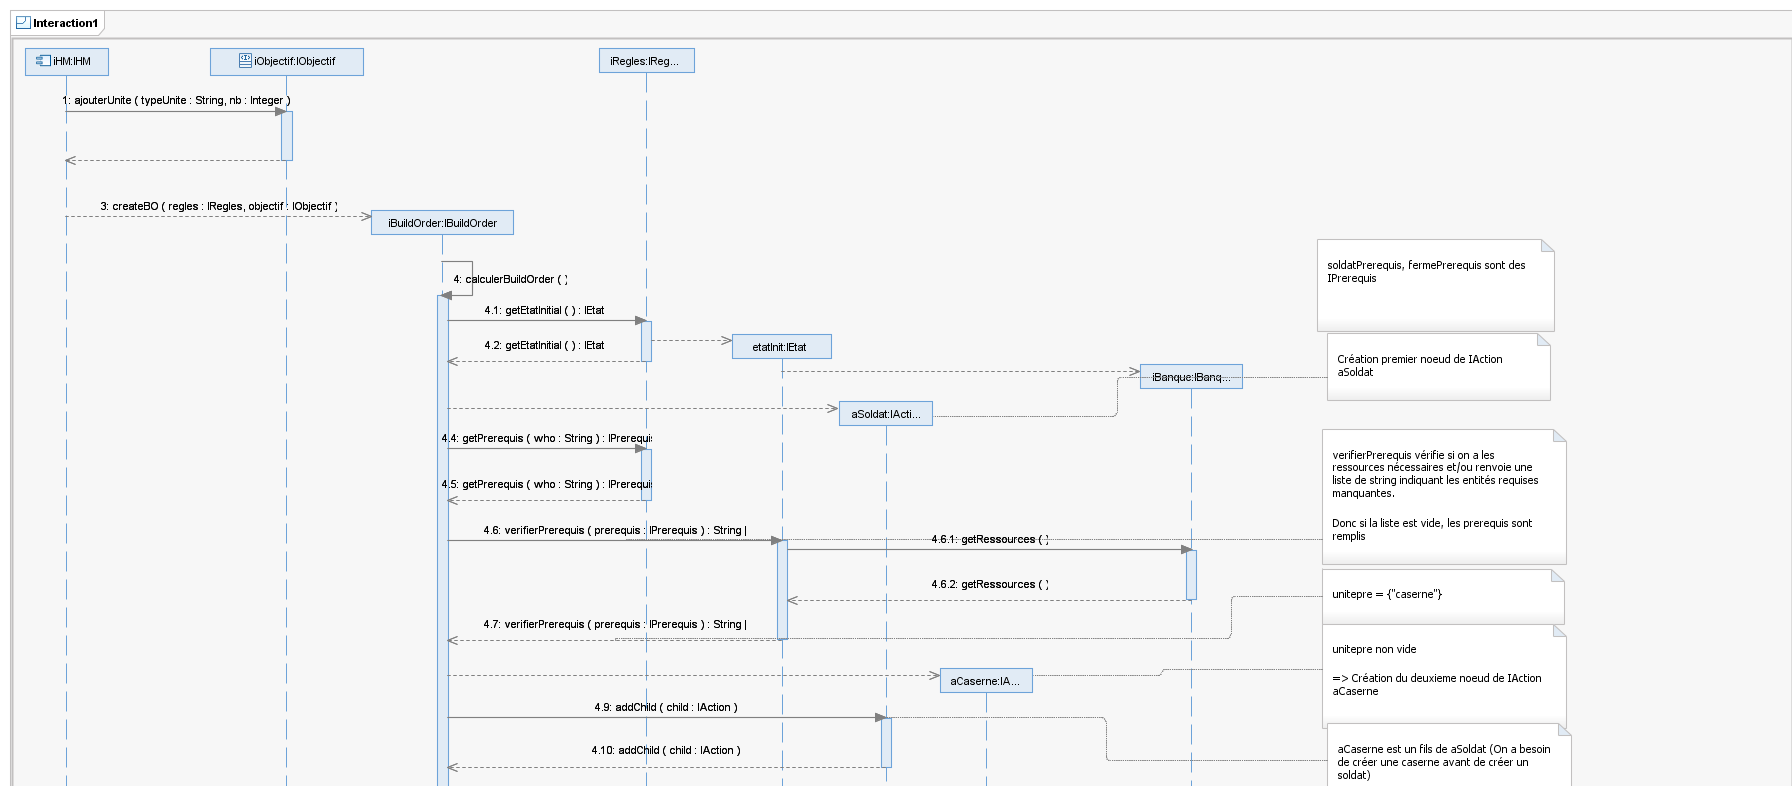 Interaction1
iHM:IHM
iObjectif:IObjectif
iRegles:IReg...
1: ajouterUnite ( typeUnite : String, nb : Integer )
3: createBO ( regles : IRegles, objectif : IObjectif )
iBuildOrder:IBuildOrder
soldatPrerequis, fermePrerequis sont des
IPrerequis
4: calculerBuildOrder ( )
4.1: getEtatInitial ( ) : IEtat
4.2: getEtatInitial ( ) : IEtat
etatInit:IEtat
Création premier noeud de IAction
aSoldat
iBanque:IBanq...
aSoldat:IActi...
4.4: getPrerequis ( who : String ) : IPrerequis
verifierPrerequis vérifie si on a les
ressources nécessaires et/ou renvoie une
liste de string indiquant les entités requises
manquantes.
Donc si la liste est vide, les prerequis sont
remplis
4.5: getPrerequis ( who : String ) : IPrerequis
4.6: verifierPrerequis ( prerequis : IPrerequis ) : String [
4.6.1: getRessources ( )
4.6.2: getRessources ( )
unitepre = {"caserne"}
4.7: verifierPrerequis ( prerequis : IPrerequis ) : String [
unitepre non vide
=> Création du deuxieme noeud de IAction
aCaserne
aCaserne:IA...
4.9: addChild ( child : IAction )
4.10: addChild ( child : IAction )
aCaserne est un fils de aSoldat (On a besoin
de créer une caserne avant de créer un
soldat)